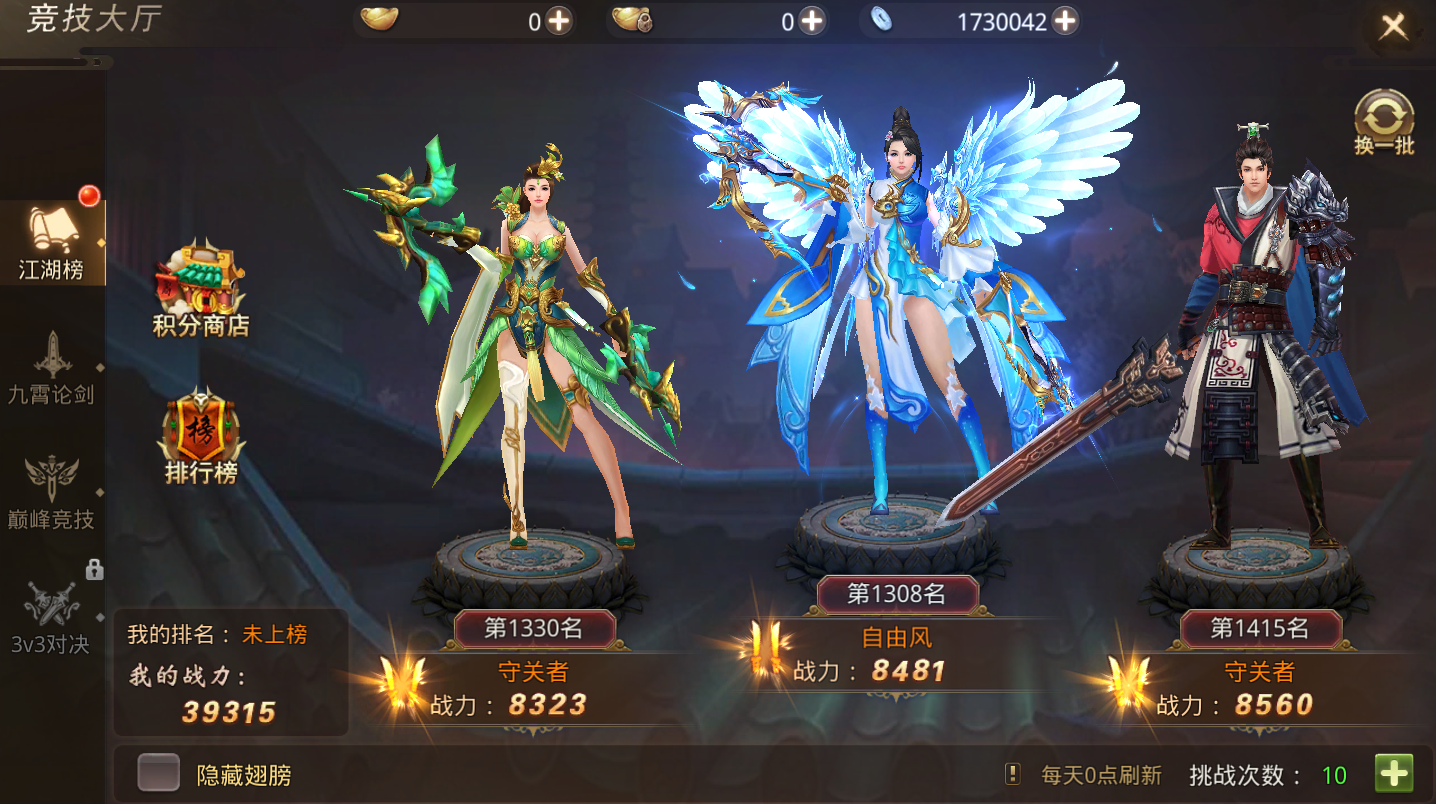 竞技大厅
0
0
1730042
换一批
江湖榜
九霄论剑
巅峰竞技
3v3对决
积分商店
榜
排行榜
第1330名
守关者
战力：8323
第1308名
自由风
战力：8481
第1415名
守关者
战力：8560
我的排名：未上榜
我的战力：
39315
隐藏翅膀
每天0点刷新
挑战次数：10